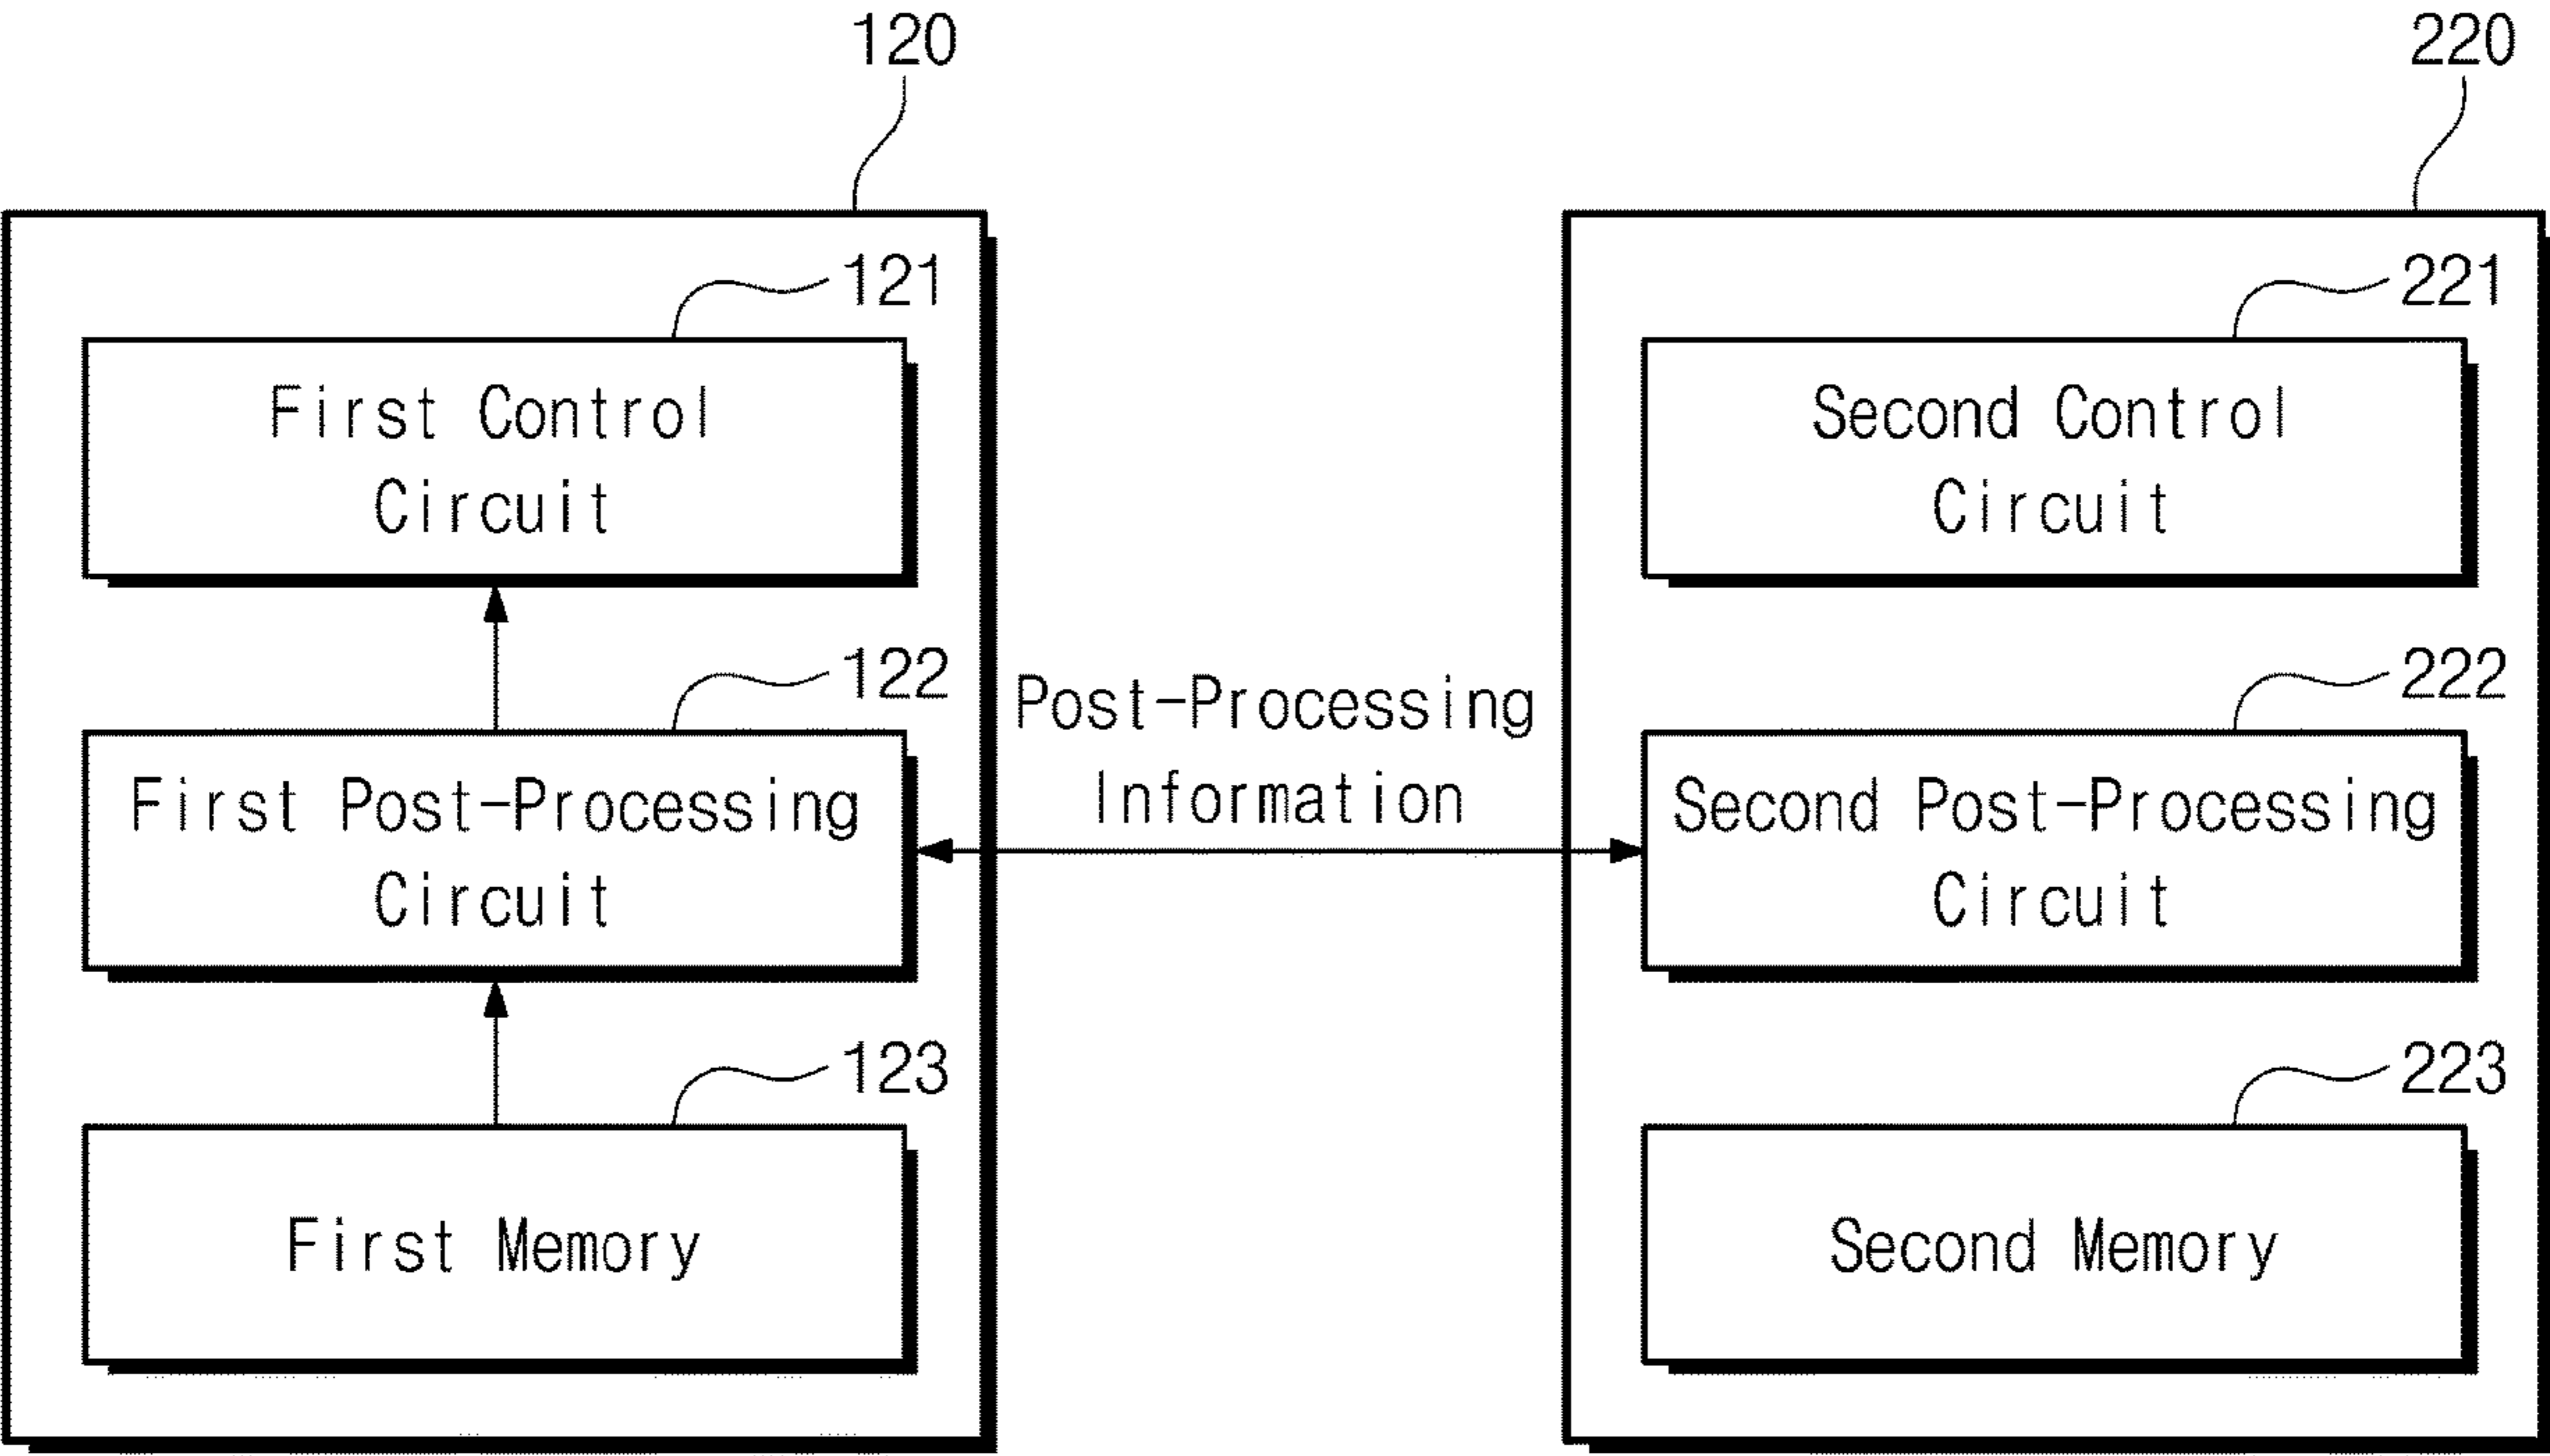 120
220
121
First Control
Circuit
122
First Post-Processing
Circuit
123
First Memory
Post-Processing
Information
221
Second Control
Circuit
222
Second Post-Processing
Circuit
223
Second Memory